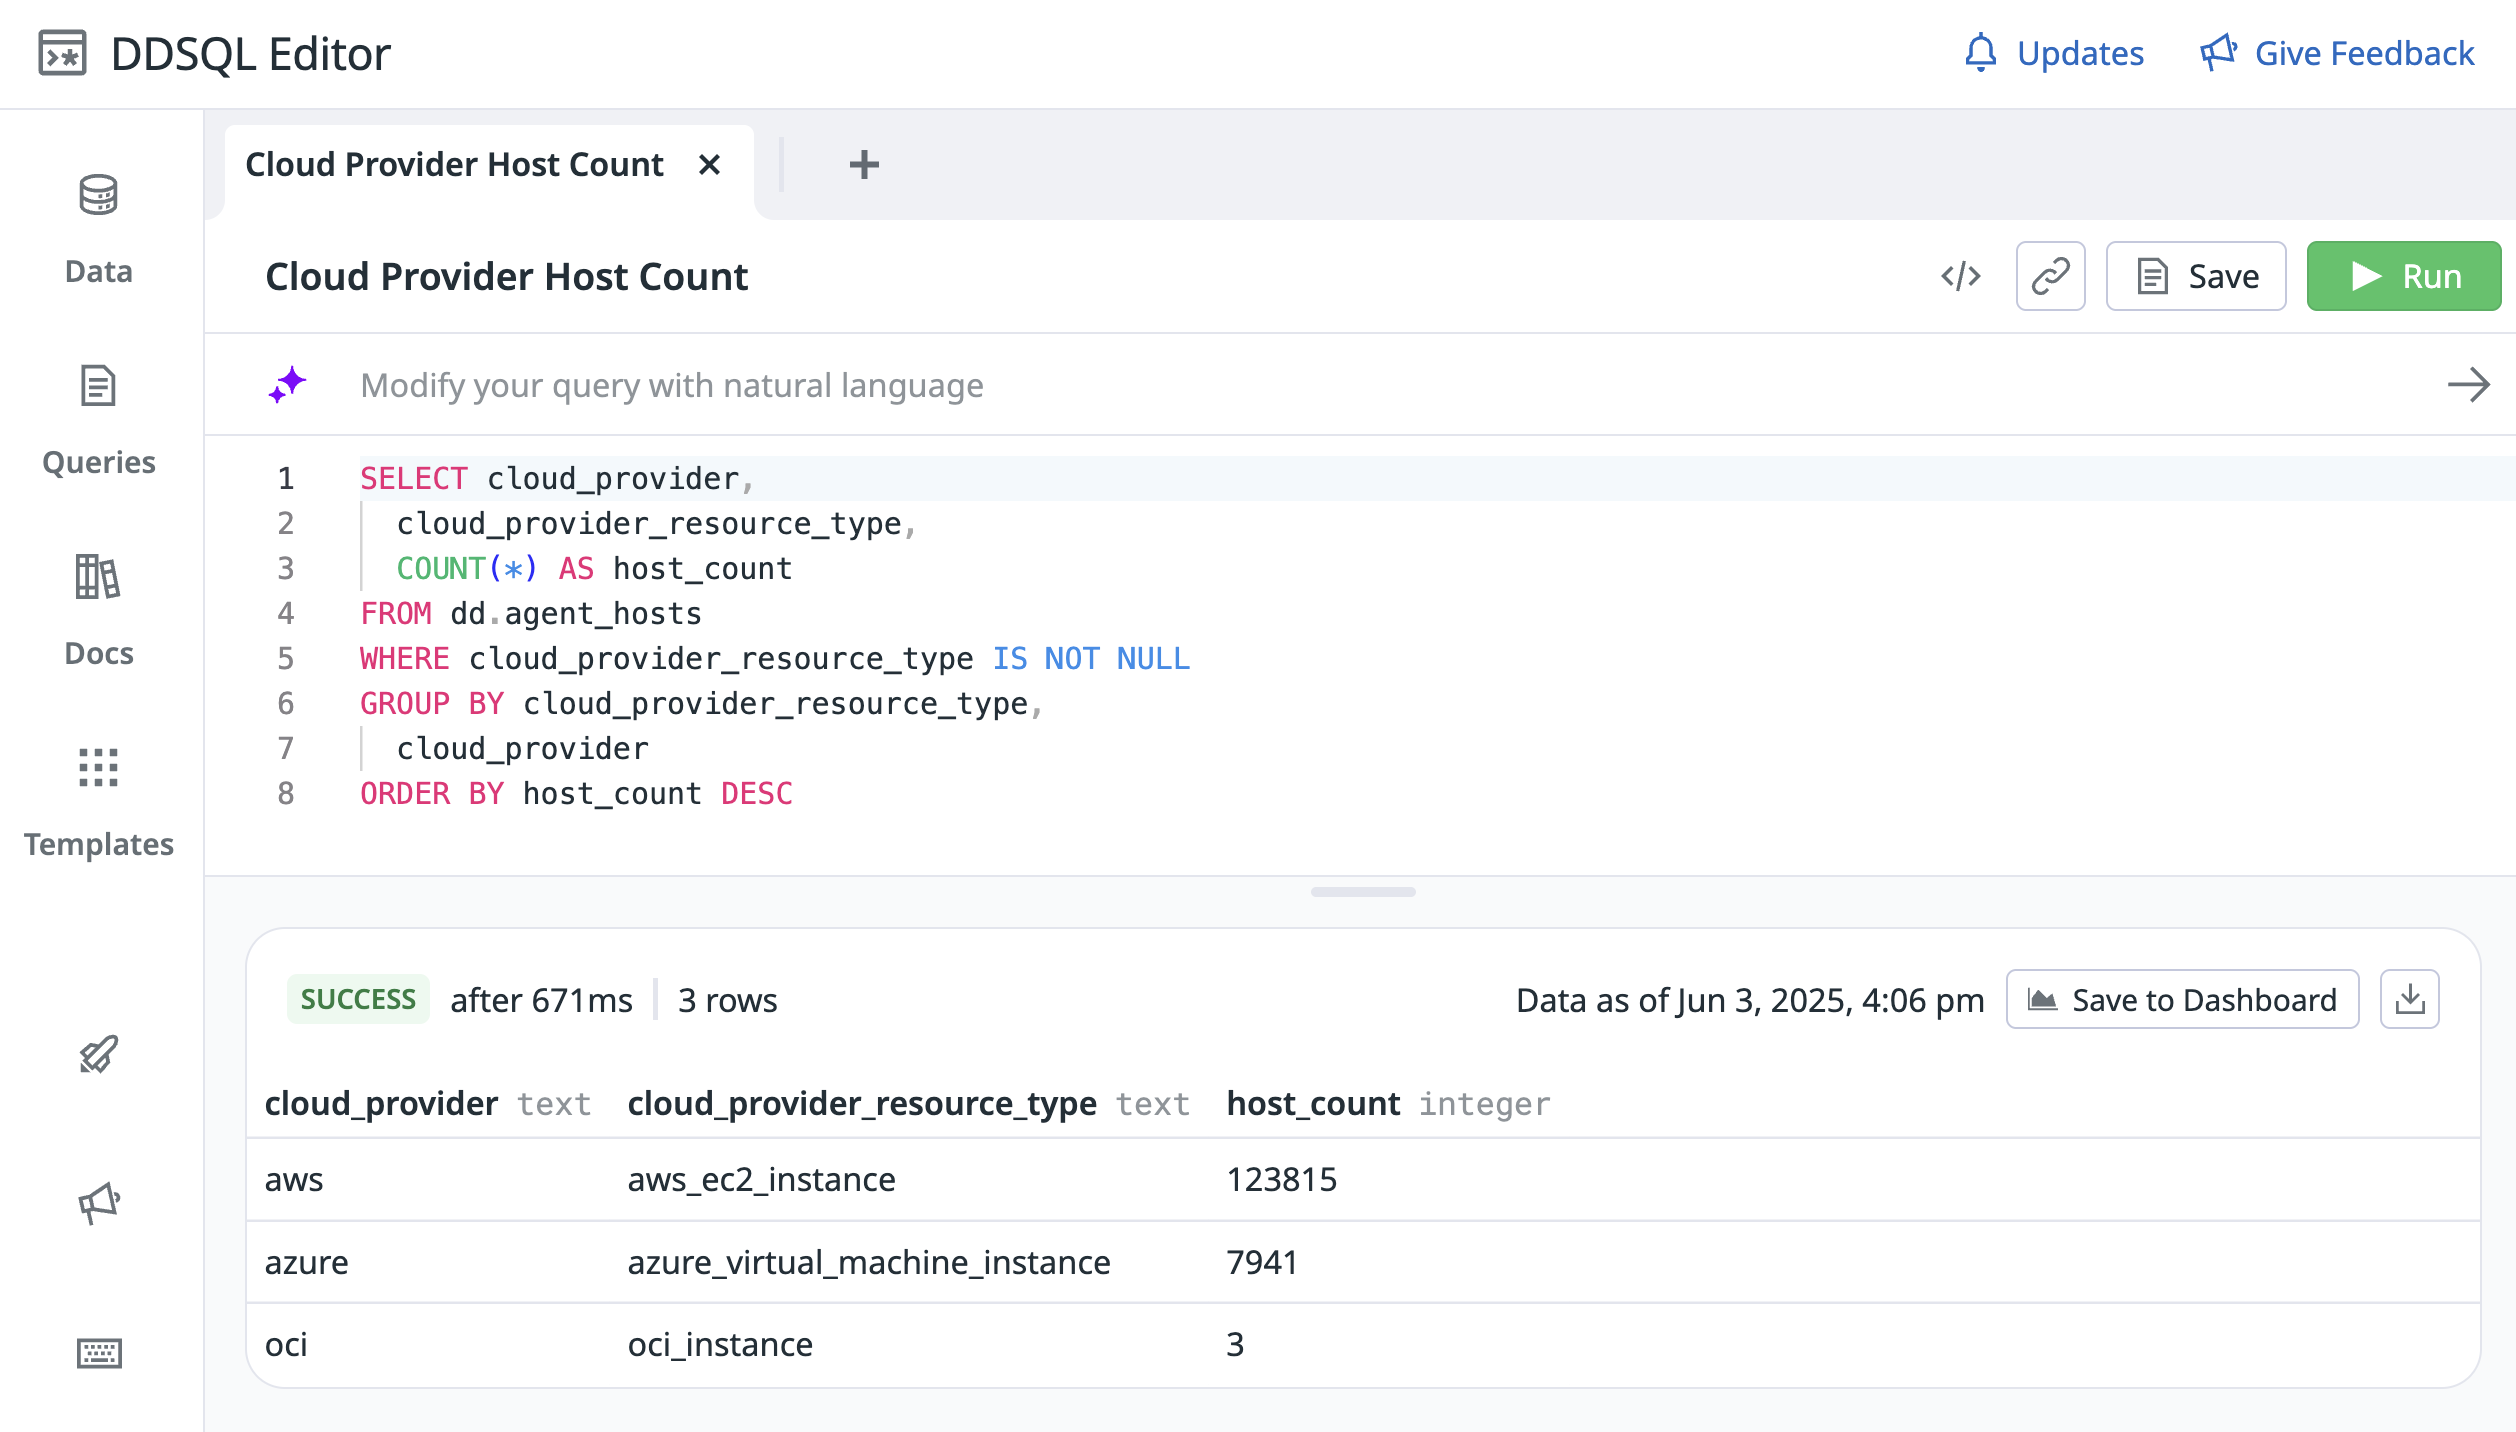 DDSQL Editor
Updates
Give Feedback
Data
Queries
Docs
Templates
Cloud Provider Host Count
Cloud Provider Host Count
Save
Run
Modify your query with natural language
1 SELECT cloud_provider,
2 cloud_provider_resource_type,
3 COUNT(*) AS host_count
4 FROM dd.agent_hosts
5 WHERE cloud_provider_resource_type IS NOT NULL
6 GROUP BY cloud_provider_resource_type,
7 cloud_provider
8 ORDER BY host_count DESC
SUCCESS after 671ms 3 rows
Data as of Jun 3, 2025, 4:06 pm
Save to Dashboard
cloud_provider text cloud_provider_resource_type text host_count integer
aws aws_ec2_instance 123815
azure azure_virtual_machine_instance 7941
oci oci_instance 3